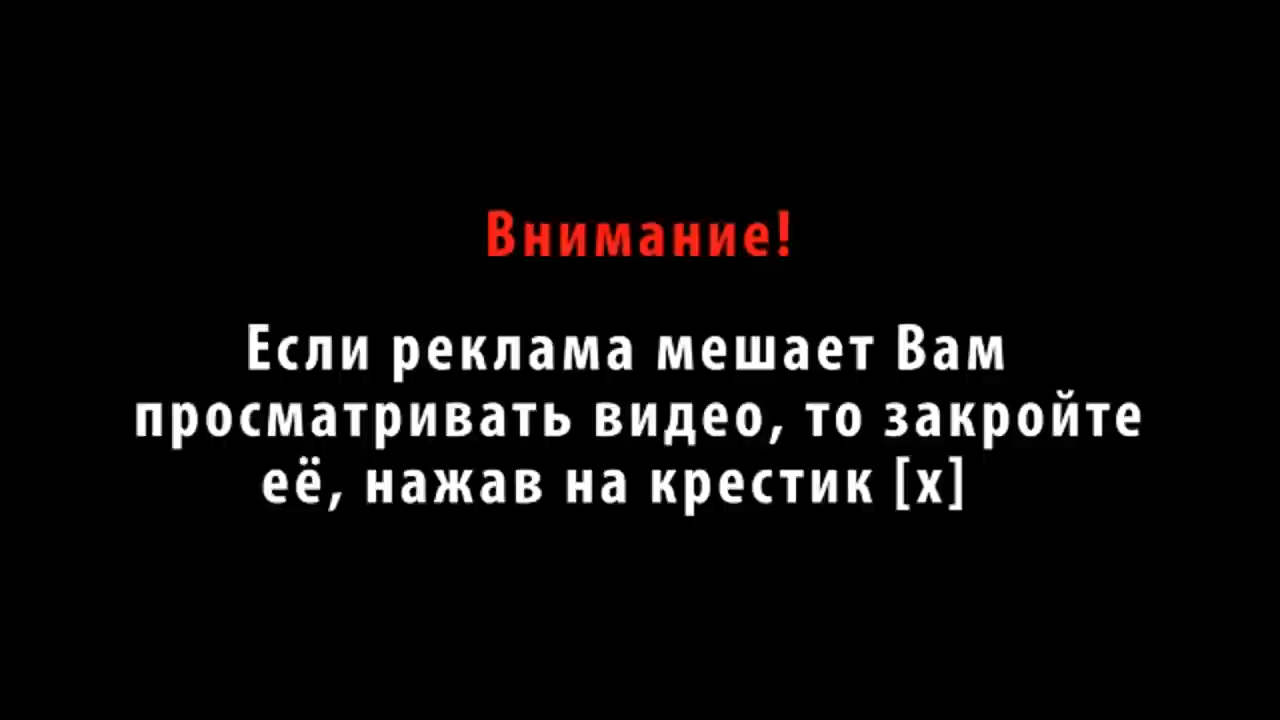 Внимание!
Если реклама мешает Вам
просматривать видео, то закройте
её, нажав на крестик [x]